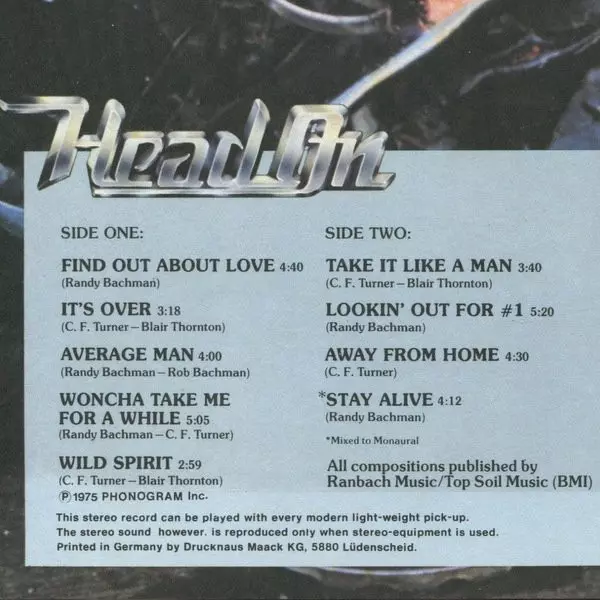 Head On
SIDE ONE:
FIND OUT ABOUT LOVE 4:40
(Randy Bachman)
IT'S OVER 3:18
(C. F. Turner—Blair Thornton)
AVERAGE MAN 4:00
(Randy Bachman—Rob Bachman)
WONCHA TAKE ME
FOR A WHILE 5:05
(Randy Bachman—C. F. Turner)
WILD SPIRIT 2:59
(C. F. Turner—Blair Thornton)
Ⓟ1975 PHONOGRAM Inc.
SIDE TWO:
TAKE IT LIKE A MAN 3:40
(C. F. Turner—Blair Thornton)
LOOKIN' OUT FOR #1 5:20
(Randy Bachman)
AWAY FROM HOME 4:30
(C. F. Turner)
*STAY ALIVE 4:12
(Randy Bachman)
*Mixed to Monaural
All compositions published by
Ranbach Music/Top Soil Music (BMI)
This stereo record can be played with every modern light-weight pick-up.
The stereo sound however. is reproduced only when stereo-equipment is used.
Printed in Germany by Drucknaus Maack KG, 5880 Lüdenscheid.